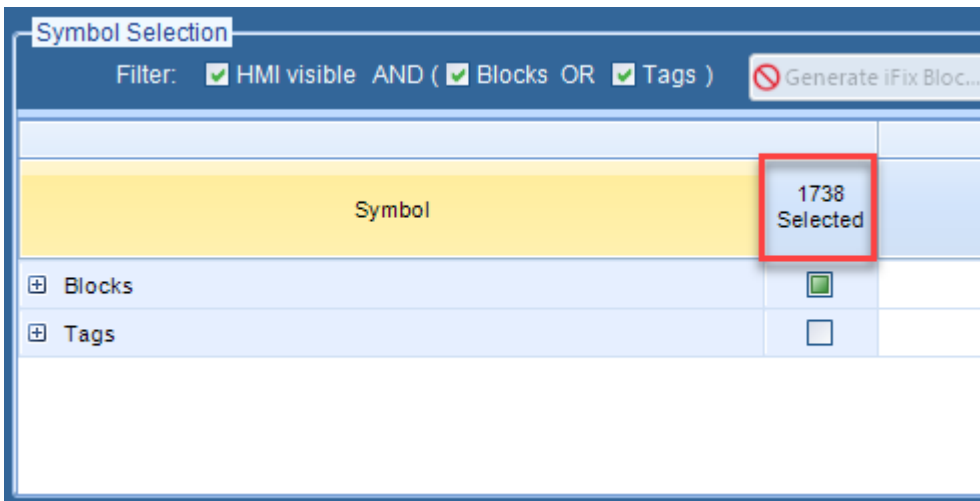 Symbol Selection
Filter: HMI visible AND ( Blocks OR Tags ) Generate iFix Bloc...
Symbol
1738
Selected
Blocks
Tags